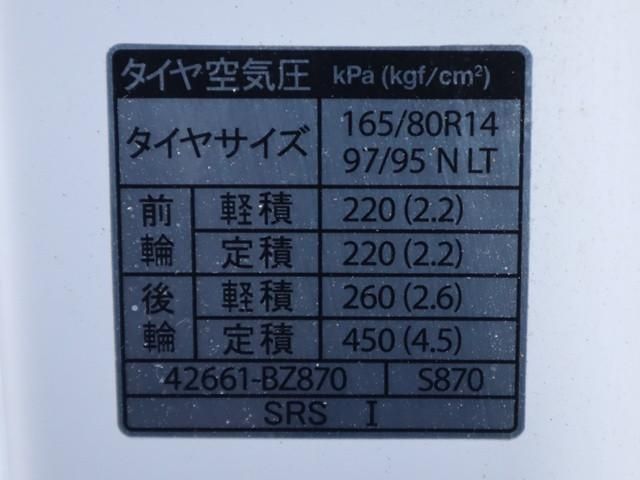 タイヤ空気圧 kPa (kgf/cm²)
タイヤサイズ 165/80R14
97/95 N LT
前輪 軽積 220 (2.2)
定積 220 (2.2)
後輪 軽積 260 (2.6)
定積 450 (4.5)
42661-BZ870 S870
SRS I